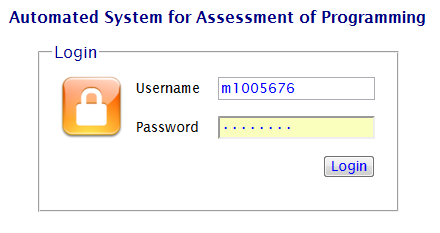 Automated System for Assessment of Programming
Login
Username m1005676
Password ········
Login